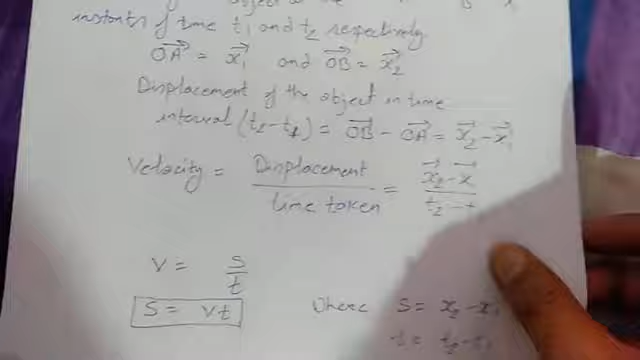 object
instants of time t₁ and t₂ respectively
OA⃗ = x⃗₁ and OB⃗ = x⃗₂
Displacement of the object in time
interval (t₂-t₁) = OB⃗ - OA⃗ = x⃗₂-x⃗₁
Velocity = Displacement / time taken = x⃗₂-x⃗ / t₂-t
V = S/t
S = Vt where S = x₂-x₁
t = t₂-t₁